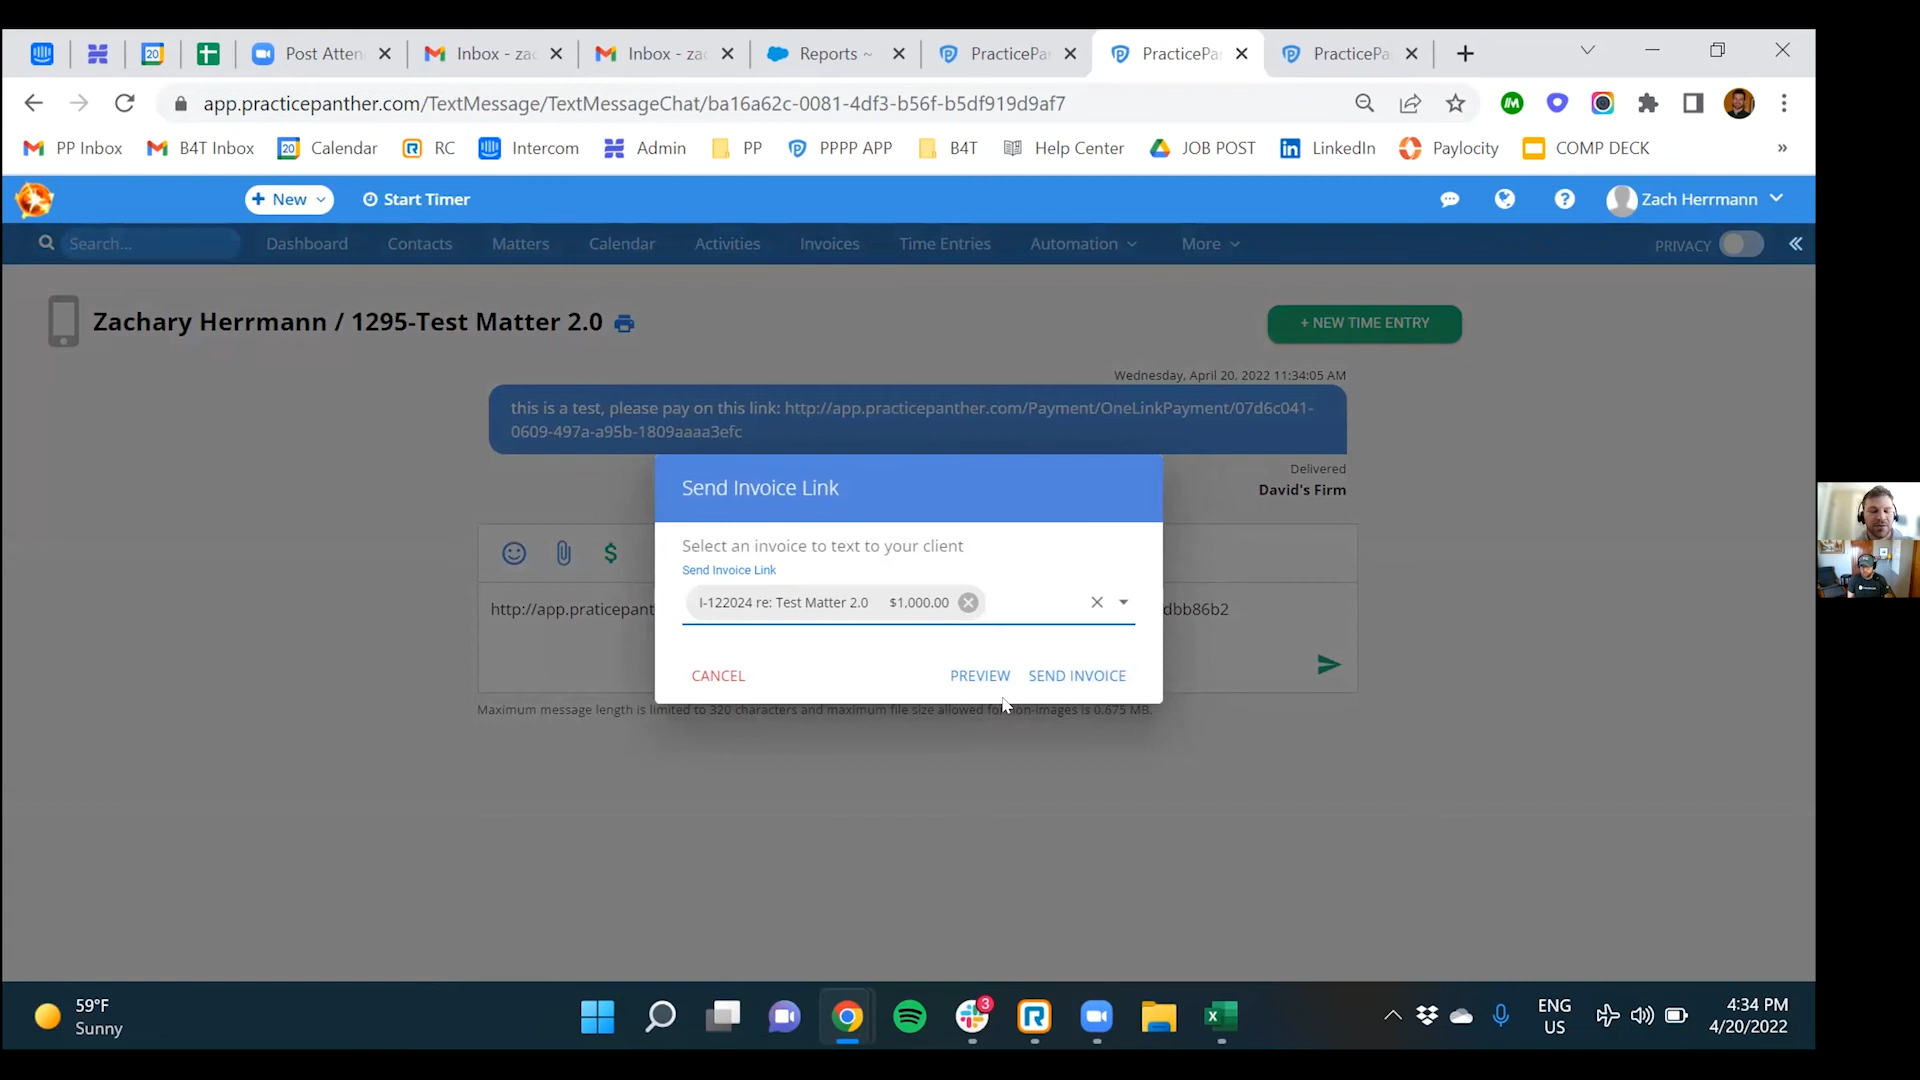 Post Atten
Inbox - zac
Inbox - za
Reports ~
PracticePa
PracticePa
PracticePa
app.practicepanther.com/TextMessage/TextMessageChat/ba16a62c-0081-4df3-b56f-b5df919d9af7
PP Inbox
B4T Inbox
20
Calendar
RC
Intercom
Admin
PP
PPPP APP
B4T
Help Center
JOB POST
LinkedIn
Paylocity
COMP DECK
»
+ New
Start Timer
Zach Herrmann
Search...
Dashboard
Contacts
Matters
Calendar
Activities
Invoices
Time Entries
Automation
More
PRIVACY
Zachary Herrmann / 1295-Test Matter 2.0
+ NEW TIME ENTRY
Wednesday, April 20, 2022 11:34:05 AM
this is a test, please pay on this link: http://app.practicepanther.com/Payment/OneLinkPayment/07d6c041-
0609-497a-a95b-1809aaaa3efc
Delivered
David's Firm
Send Invoice Link
Select an invoice to text to your client
Send Invoice Link
I-122024 re: Test Matter 2.0 $1,000.00
CANCEL
PREVIEW
SEND INVOICE
http://app.praticepant
dbb86b2
Maximum message length is limited to 320 characters and maximum file size allowed for non-images is 0.675 MB.
59°F
Sunny
3
ENG
US
4:34 PM
4/20/2022